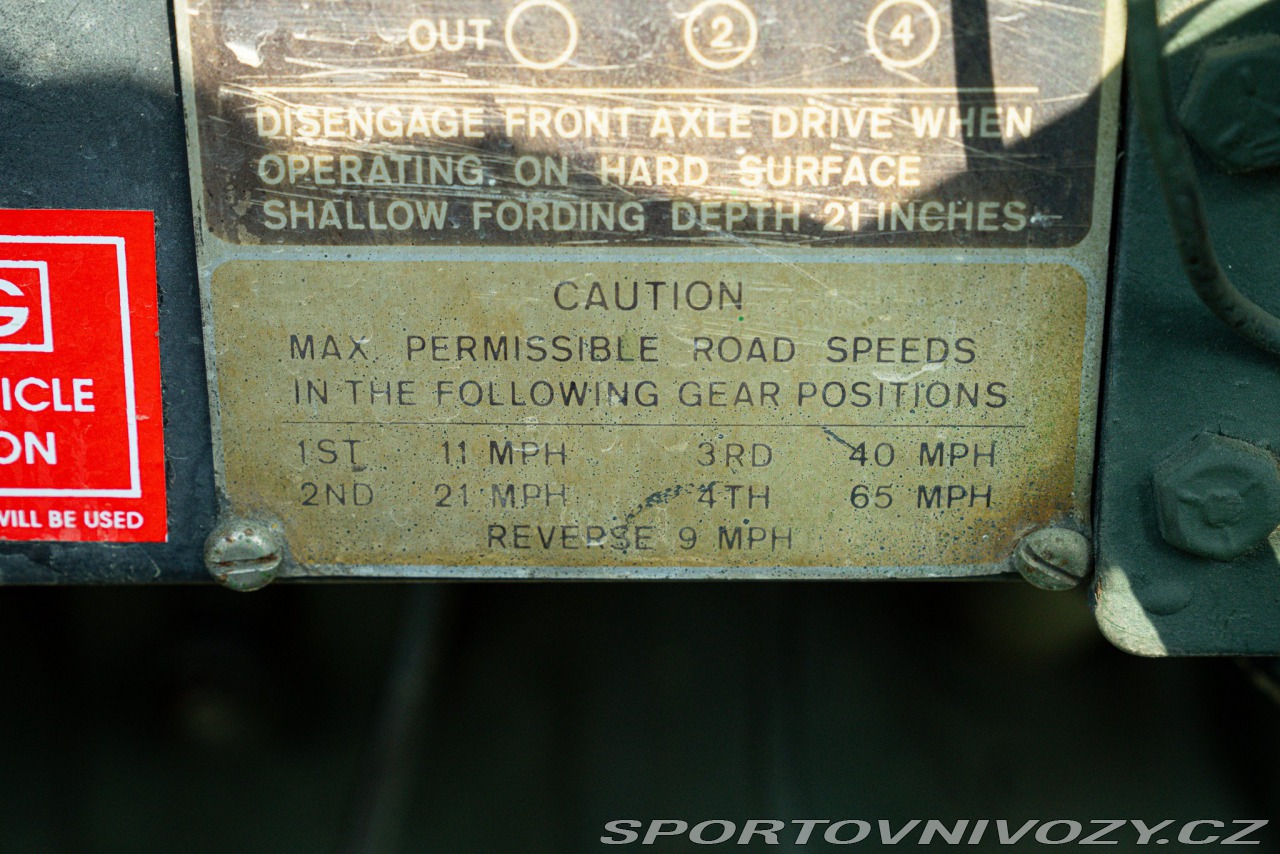 OUT 2 4
DISENGAGE FRONT AXLE DRIVE WHEN
OPERATING ON HARD SURFACE
SHALLOW FORDING DEPTH 21 INCHES
CAUTION
MAX PERMISSIBLE ROAD SPEEDS
IN THE FOLLOWING GEAR POSITIONS
1ST 11 MPH 3RD 40 MPH
2ND 21 MPH 4TH 65 MPH
REVERSE 9 MPH
G
ICLE
ON
WILL BE USED
SPORTOVNIVOZY.CZ